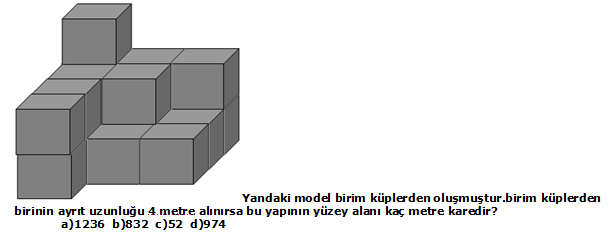 Yandaki model birim küplerden oluşmuştur.birim küplerden
birinin ayrıt uzunluğu 4.metre alınırsa bu yapının yüzey alanı kaç metre karedir?
a)1236 b)832 c)52 d)974